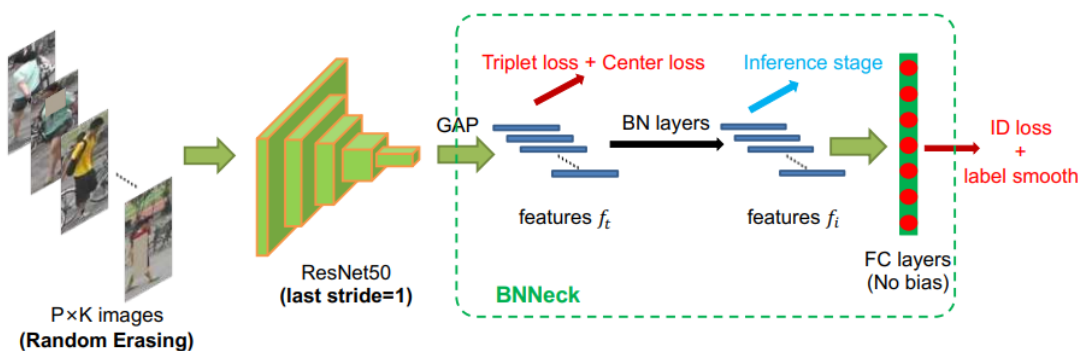 P×K images
(Random Erasing)
ResNet50
(last stride=1)
GAP
Triplet loss + Center loss
features f_t
BN layers
Inference stage
features f_i
FC layers
(No bias)
BNNeck
ID loss
+
label smooth